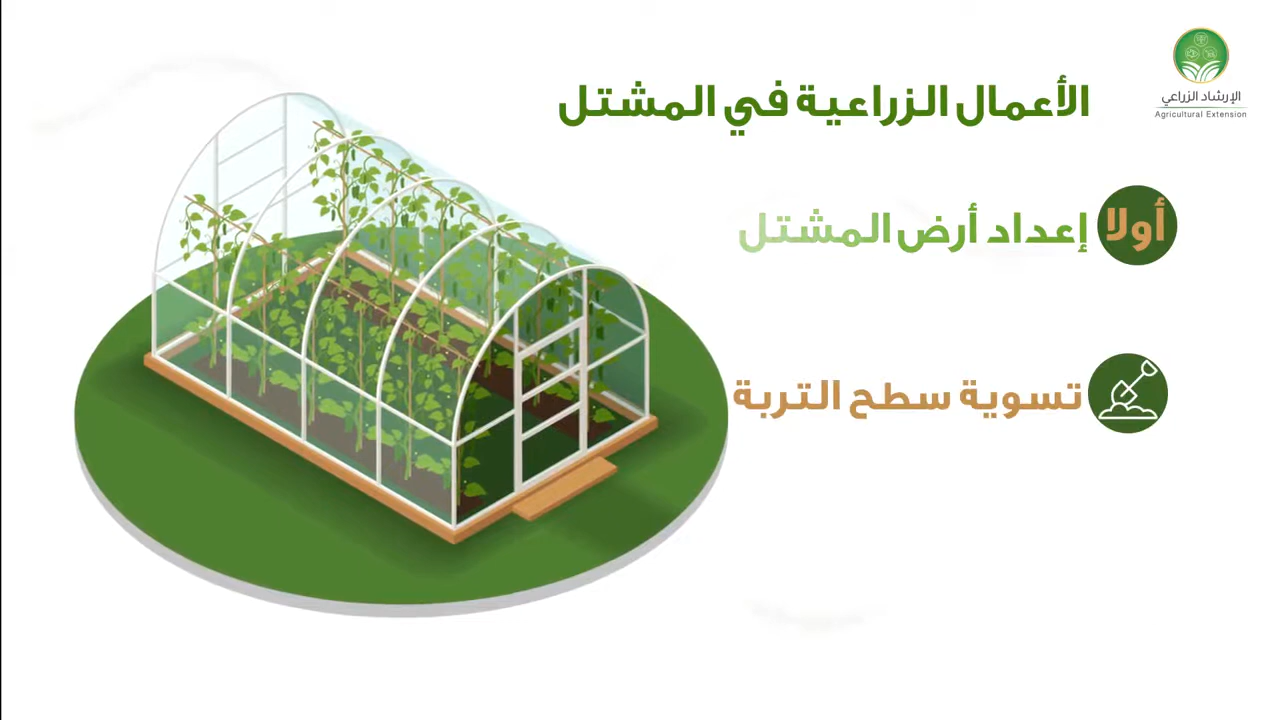 الإرشاد الزراعي
Agricultural Extension
الأعمال الزراعية في المشتل
أولا
إعداد أرض المشتل
تسوية سطح التربة